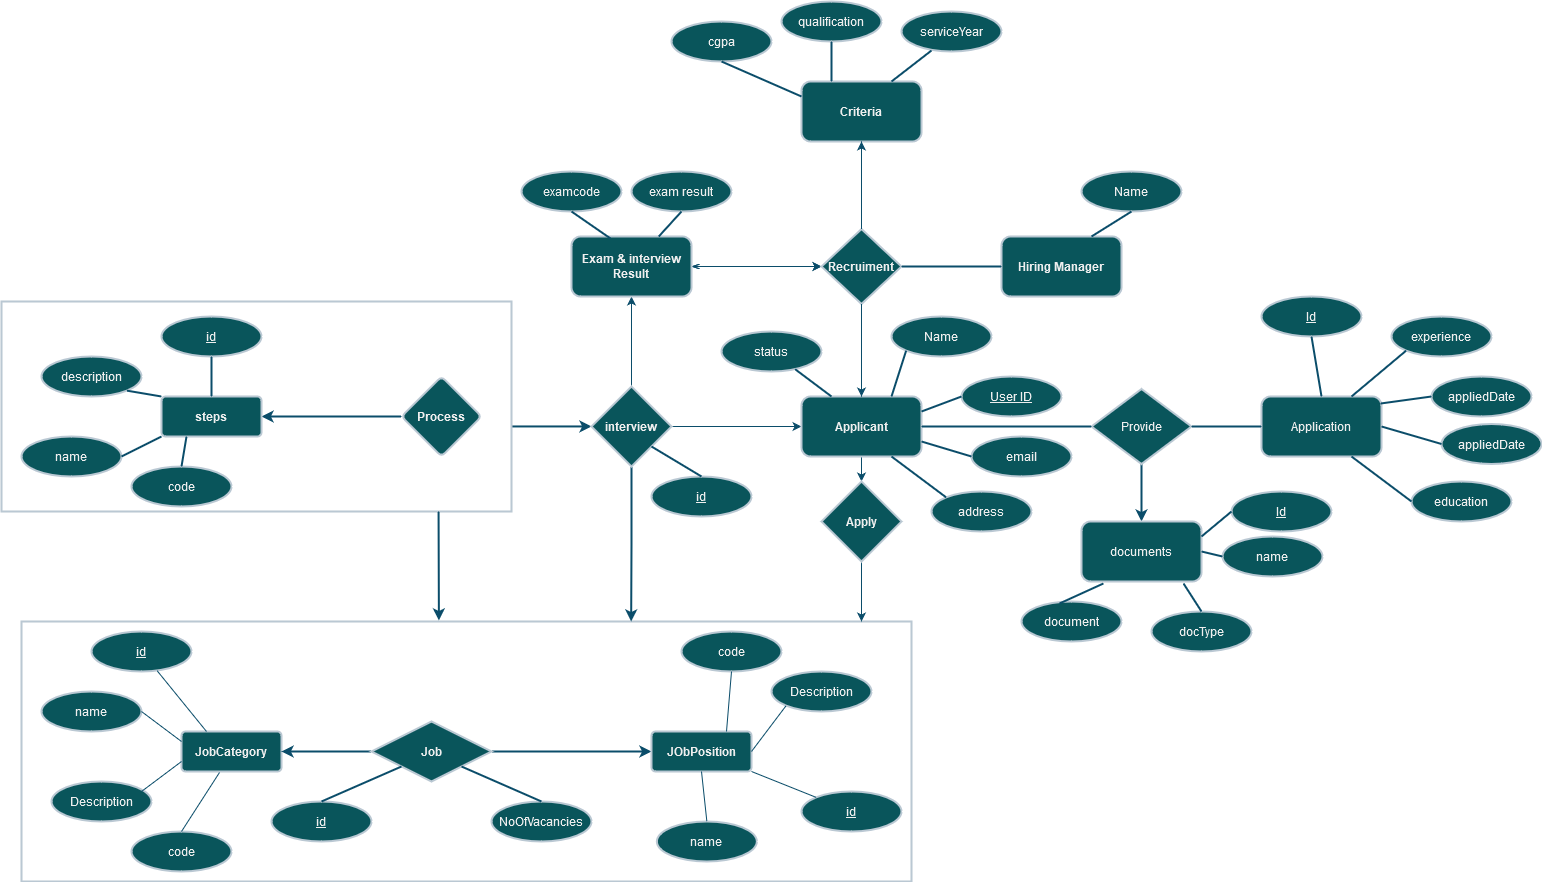 qualification
serviceYear
cgpa
Criteria
examcode
exam result
Name
Exam & interview
Result
Recruiment
Hiring Manager
id
description
steps
Process
name
code
status
Name
User ID
interview
Applicant
email
id
address
Apply
Provide
Id
experience
appliedDate
Application
appliedDate
education
documents
Id
name
document
docType
id
name
JobCategory
Description
code
Job
id
NoOfVacancies
code
Description
JObPosition
id
name